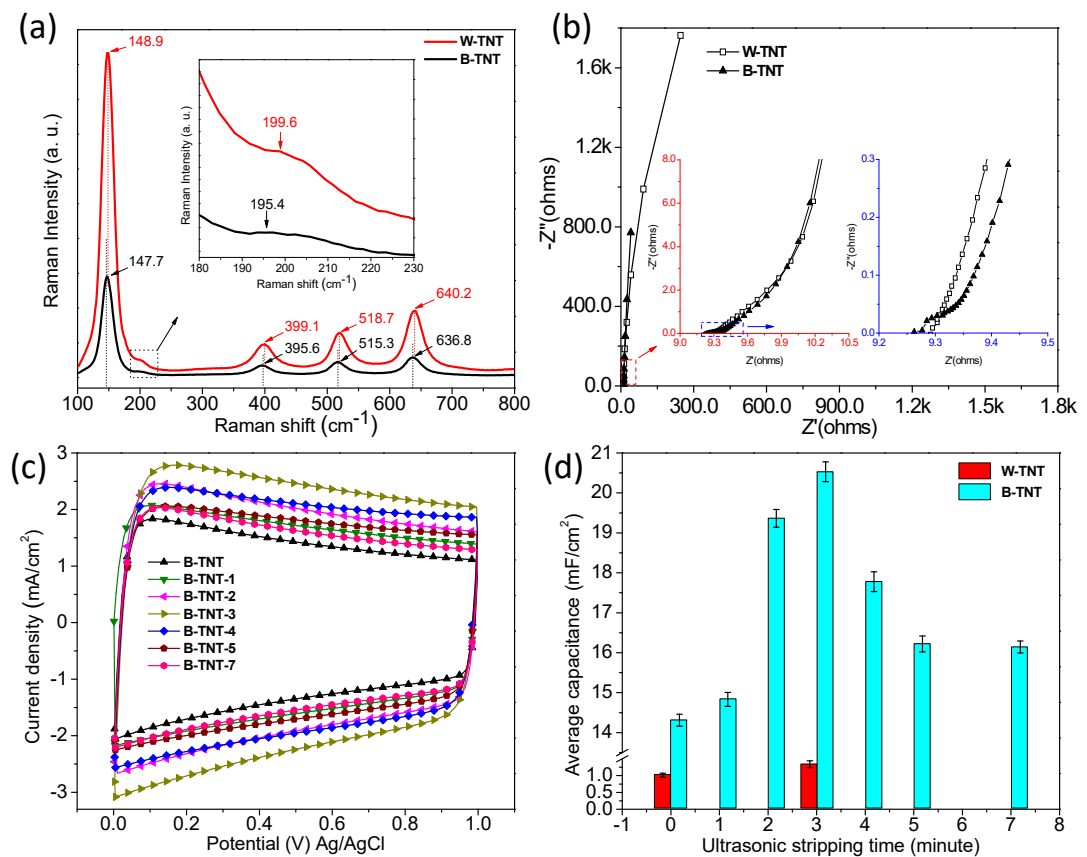 (a)
148.9
W-TNT
B-TNT
147.7
Raman Intensity (a. u.)
199.6
195.4
180 190 200 210 220 230
Raman shift (cm-1)
Raman Intensity (a. u.)
399.1
395.6
518.7
515.3
640.2
636.8
100 200 300 400 500 600 700 800
Raman shift (cm-1)
(b)
W-TNT
B-TNT
-Z''(ohms)
1.6k
1.2k
800.0
400.0
0.0
0.0 300.0 600.0 900.0 1.2k 1.5k 1.8k
Z'(ohms)
-Z''(ohms)
8.0
6.0
4.0
2.0
0.0
9.0 9.3 9.6 9.9 10.2 10.5
Z'(ohms)
-Z''(ohms)
0.3
0.2
0.1
0.0
9.2 9.3 9.4 9.5
Z'(ohms)
(c)
Current density (mA/cm2)
3
2
1
0
-1
-2
-3
B-TNT
B-TNT-1
B-TNT-2
B-TNT-3
B-TNT-4
B-TNT-5
B-TNT-7
0.0 0.2 0.4 0.6 0.8 1.0
Potential (V) Ag/AgCl
(d)
W-TNT
B-TNT
Average capacitance (mF/cm2)
21
20
19
18
17
16
15
14
1.0
0.5
0.0
-1 0 1 2 3 4 5 6 7 8
Ultrasonic stripping time (minute)